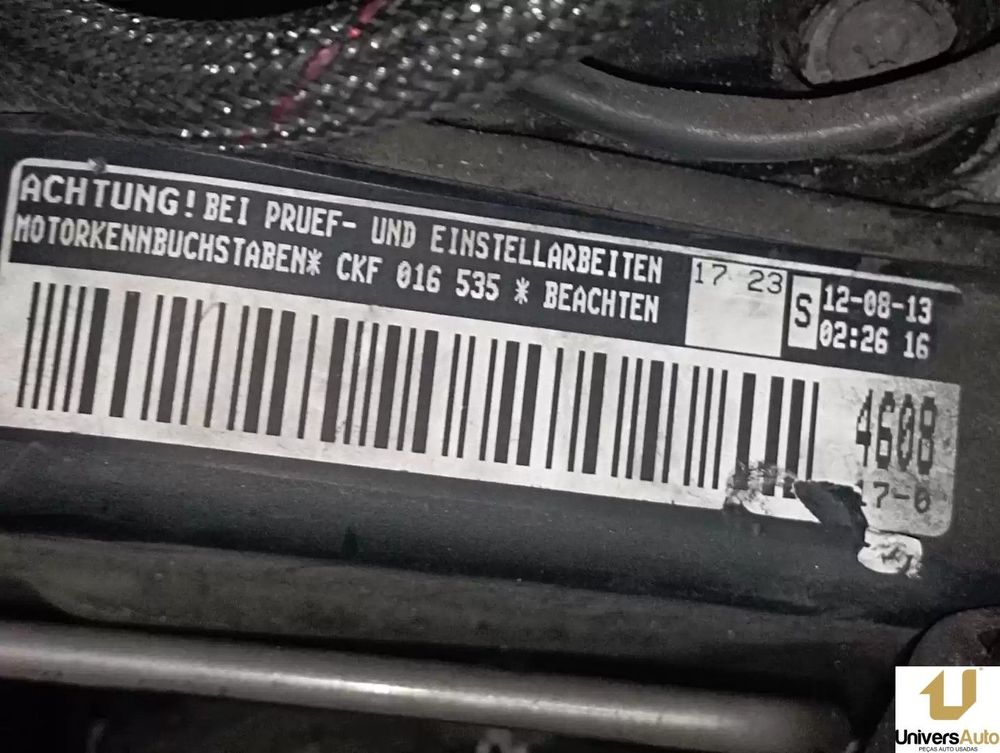 ACHTUNG! BEI PRUEF- UND EINSTELLARBEITEN
MOTORKENNBUCHSTABEN* CKF 016 535 * BEACHTEN
17 23
S
12-08-13
02:26 16
4608
17-0
UniversAuto
PEÇAS AUTO USADAS